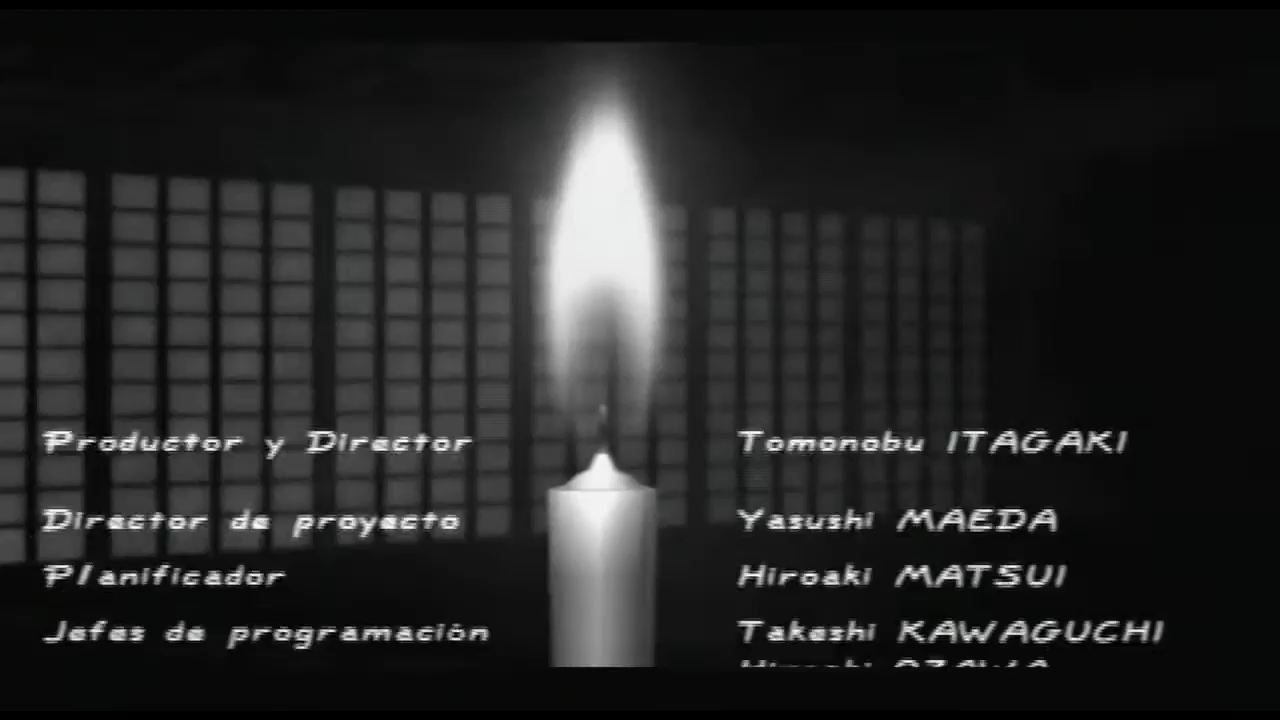 Productor y Director Tomonobu ITAGAKI
Director de proyecto Yasushi MAEDA
Planificador Hiroaki MATSUI
Jefes de programación Takeshi KAWAGUCHI